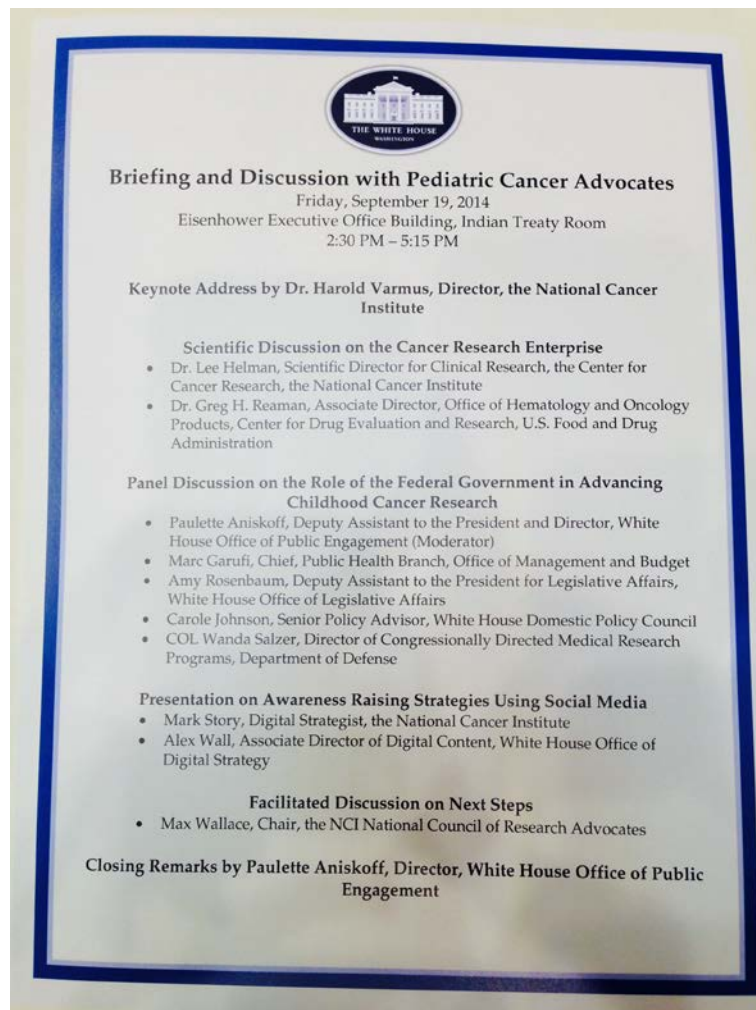 THE WHITE HOUSE
WASHINGTON
Briefing and Discussion with Pediatric Cancer Advocates
Friday, September 19, 2014
Eisenhower Executive Office Building, Indian Treaty Room
2:30 PM – 5:15 PM
Keynote Address by Dr. Harold Varmus, Director, the National Cancer
Institute
Scientific Discussion on the Cancer Research Enterprise
• Dr. Lee Helman, Scientific Director for Clinical Research, the Center for
Cancer Research, the National Cancer Institute
• Dr. Greg H. Reaman, Associate Director, Office of Hematology and Oncology
Products, Center for Drug Evaluation and Research, U.S. Food and Drug
Administration
Panel Discussion on the Role of the Federal Government in Advancing
Childhood Cancer Research
• Paulette Aniskoff, Deputy Assistant to the President and Director, White
House Office of Public Engagement (Moderator)
• Marc Garufi, Chief, Public Health Branch, Office of Management and Budget
• Amy Rosenbaum, Deputy Assistant to the President for Legislative Affairs,
White House Office of Legislative Affairs
• Carole Johnson, Senior Policy Advisor, White House Domestic Policy Council
• COL Wanda Salzer, Director of Congressionally Directed Medical Research
Programs, Department of Defense
Presentation on Awareness Raising Strategies Using Social Media
• Mark Story, Digital Strategist, the National Cancer Institute
• Alex Wall, Associate Director of Digital Content, White House Office of
Digital Strategy
Facilitated Discussion on Next Steps
• Max Wallace, Chair, the NCI National Council of Research Advocates
Closing Remarks by Paulette Aniskoff, Director, White House Office of Public
Engagement